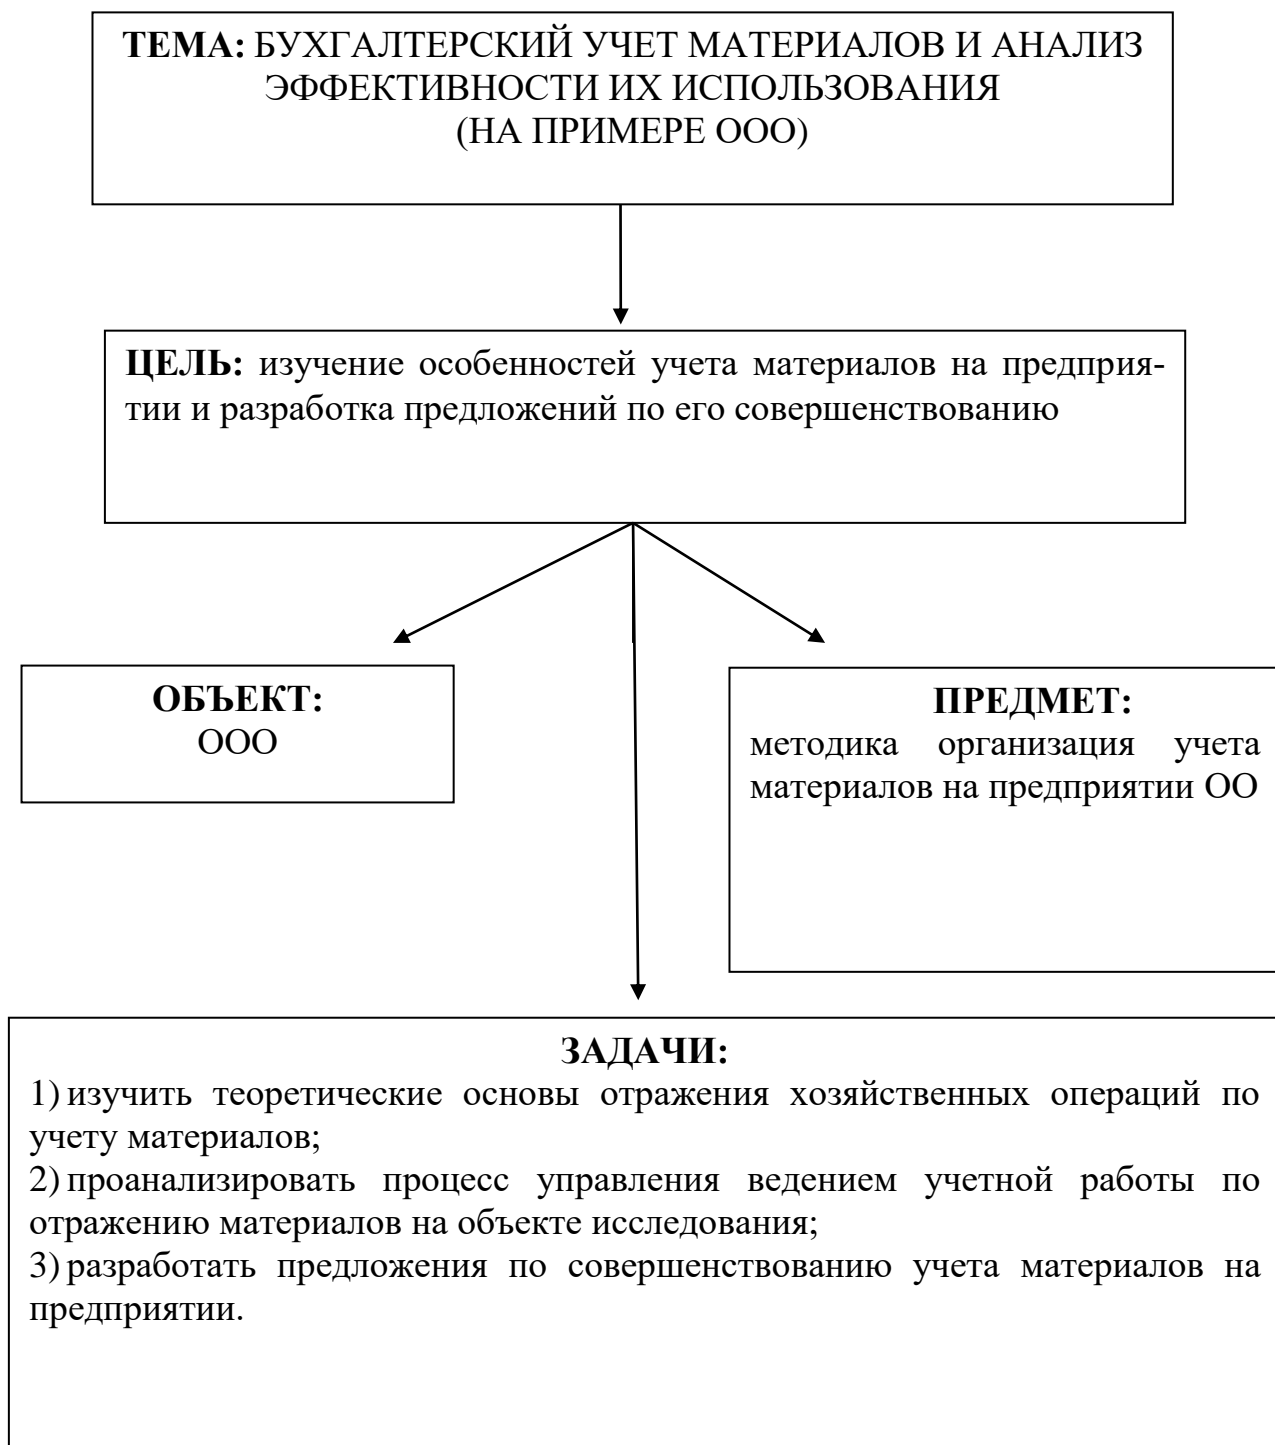 ТЕМА: БУХГАЛТЕРСКИЙ УЧЕТ МАТЕРИАЛОВ И АНАЛИЗ
ЭФФЕКТИВНОСТИ ИХ ИСПОЛЬЗОВАНИЯ
(НА ПРИМЕРЕ ООО)
ЦЕЛЬ: изучение особенностей учета материалов на предприя-
тии и разработка предложений по его совершенствованию
ОБЪЕКТ:
ООО
ПРЕДМЕТ:
методика организация учета
материалов на предприятии ОО
ЗАДАЧИ:
1) изучить теоретические основы отражения хозяйственных операций по
учету материалов;
2) проанализировать процесс управления ведением учетной работы по
отражению материалов на объекте исследования;
3) разработать предложения по совершенствованию учета материалов на
предприятии.